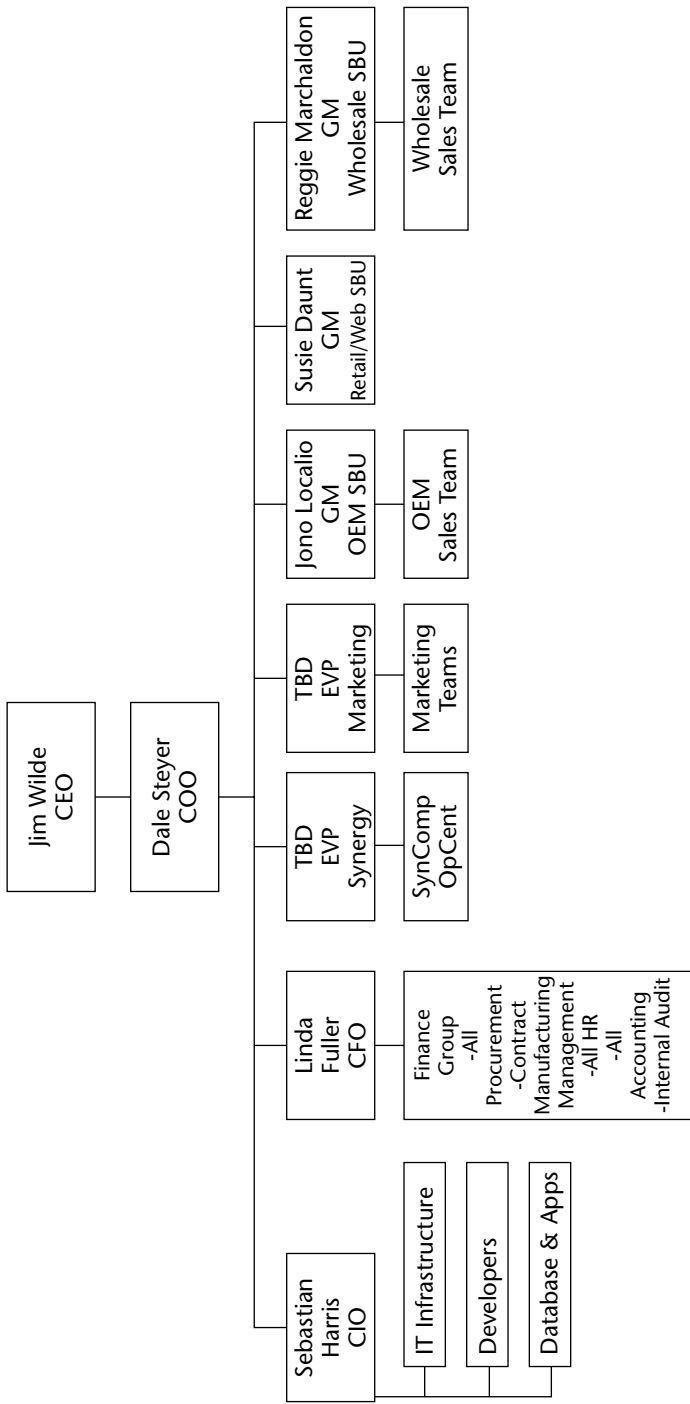 Jim Wilde
CEO
Dale Steyer
COO
Sebastian
Harris
CIO
IT Infrastructure
Developers
Database & Apps
Linda
Fuller
CFO
Finance
Group
-All
Procurement
-Contract
Manufacturing
Management
-All HR
-All
Accounting
-Internal Audit
TBD
EVP
Synergy
SynComp
OpCent
TBD
EVP
Marketing
Marketing
Teams
Jono Localio
GM
OEM SBU
OEM
Sales Team
Susie Daunt
GM
Retail/Web SBU
Reggie Marchaldon
GM
Wholesale SBU
Wholesale
Sales Team